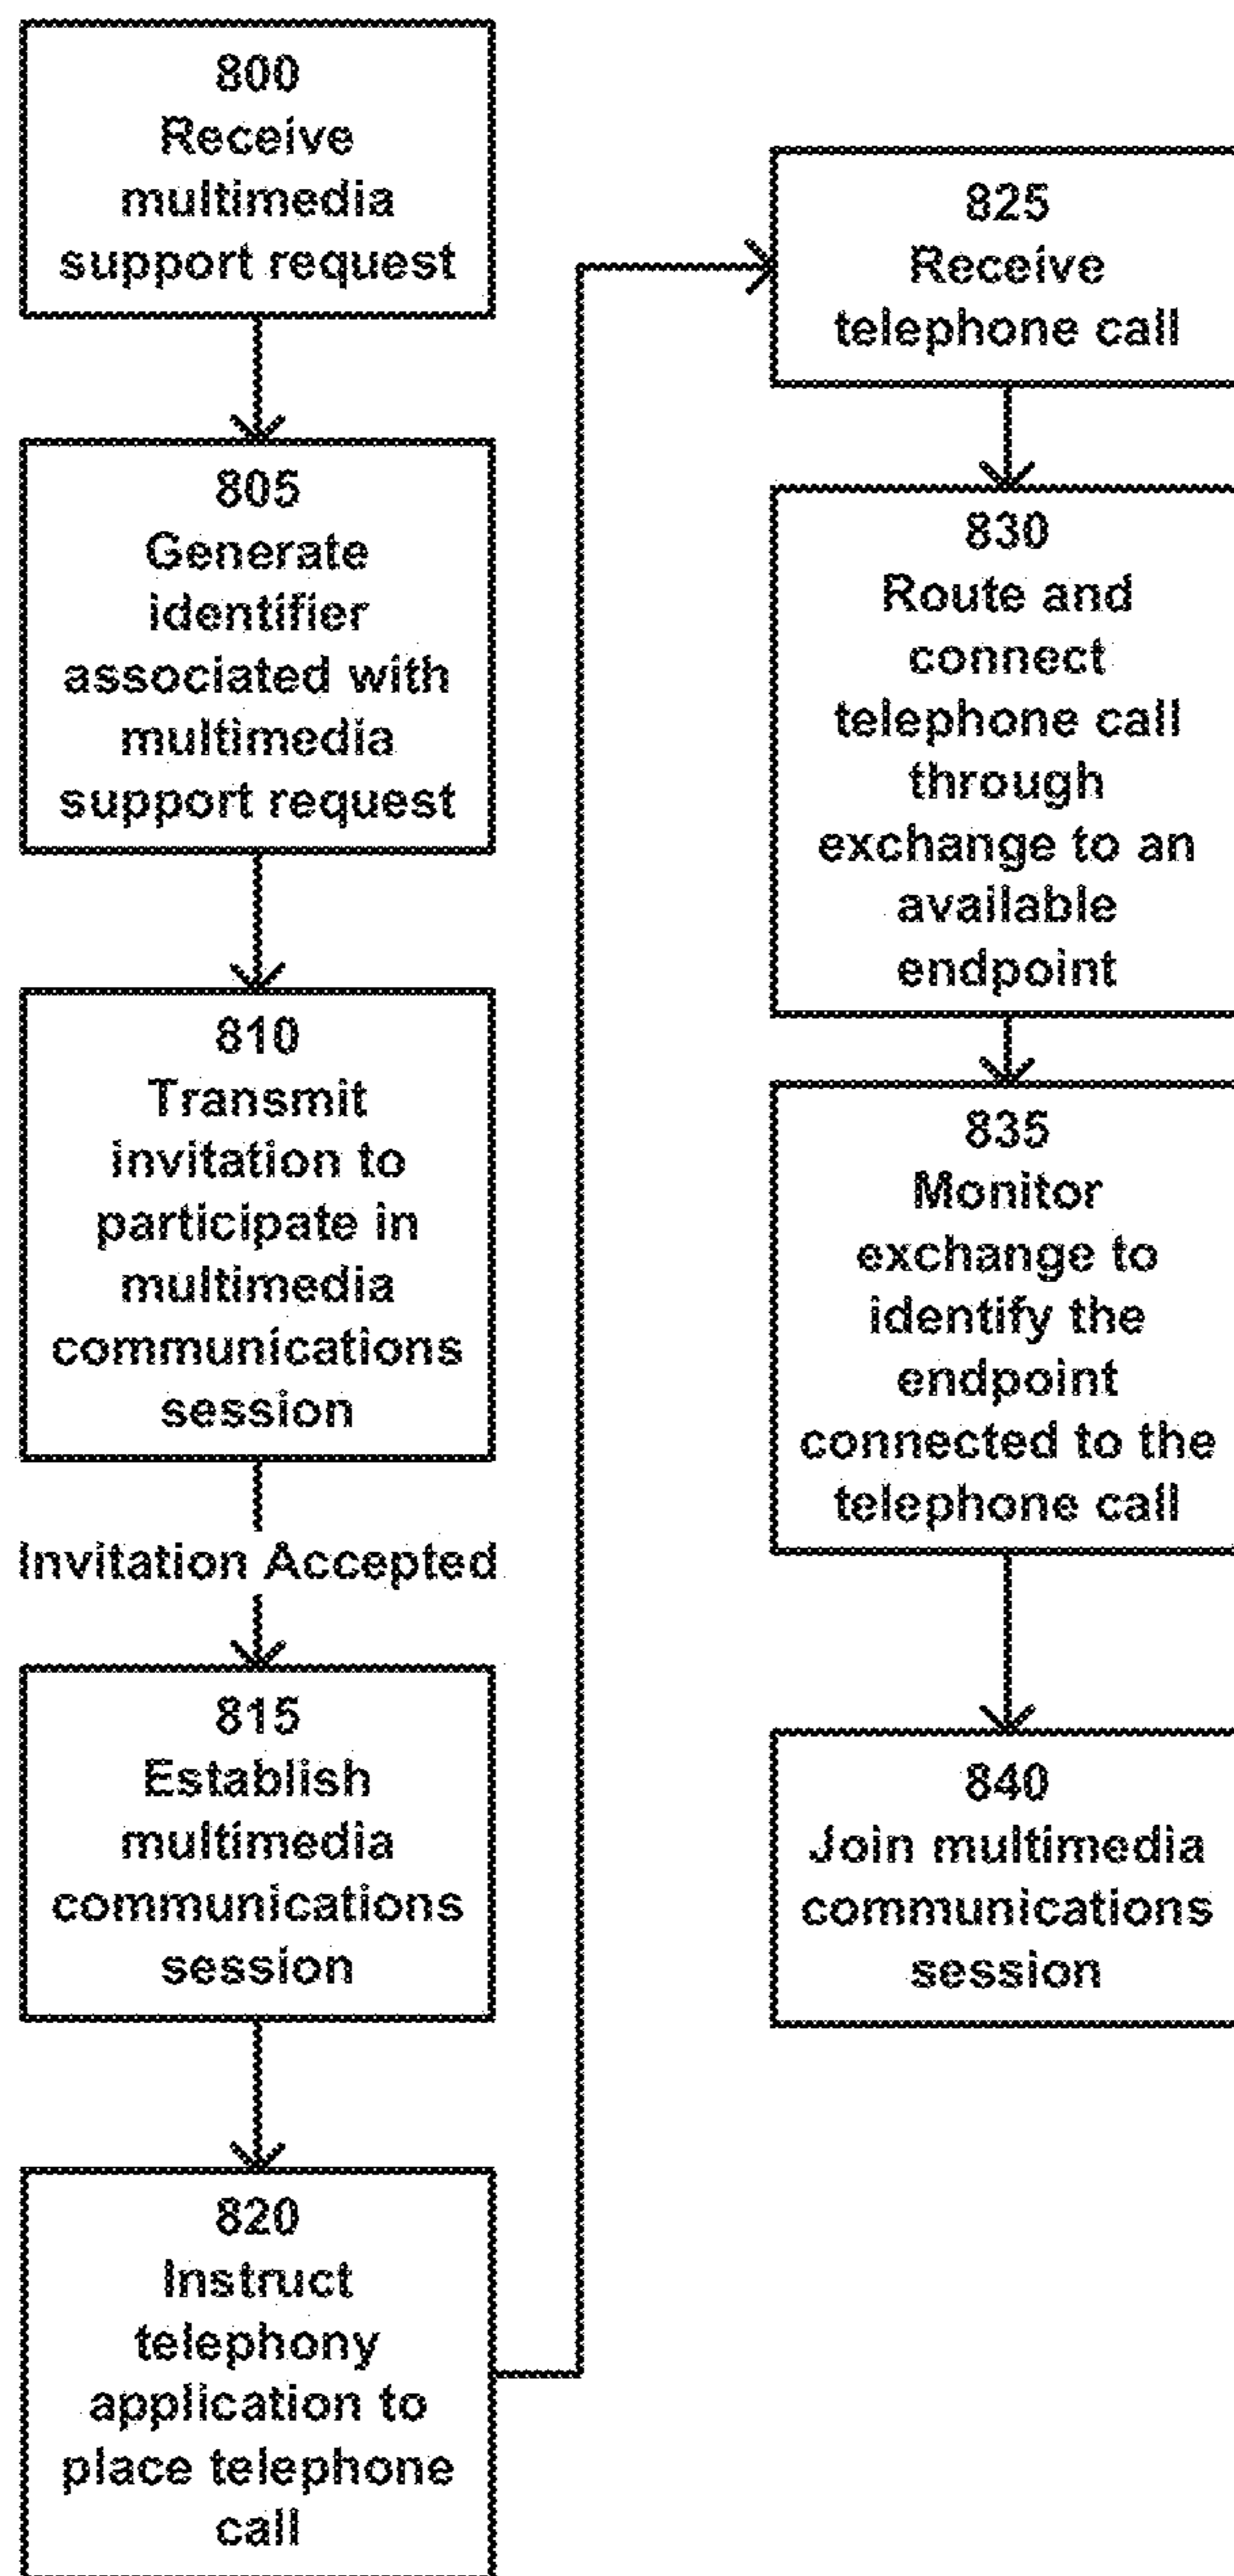 800
Receive
multimedia
support request
805
Generate
identifier
associated with
multimedia
support request
810
Transmit
invitation to
participate in
multimedia
communications
session
Invitation Accepted
815
Establish
multimedia
communications
session
820
Instruct
telephony
application to
place telephone
call
825
Receive
telephone call
830
Route and
connect
telephone call
through
exchange to an
available
endpoint
835
Monitor
exchange to
identify the
endpoint
connected to the
telephone call
840
Join multimedia
communications
session